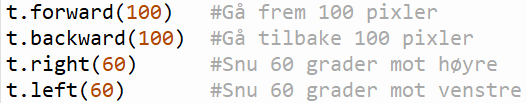 t.forward(100)   #Gå frem 100 pixler
t.backward(100)  #Gå tilbake 100 pixler
t.right(60)      #Snu 60 grader mot høyre
t.left(60)       #Snu 60 grader mot venstre